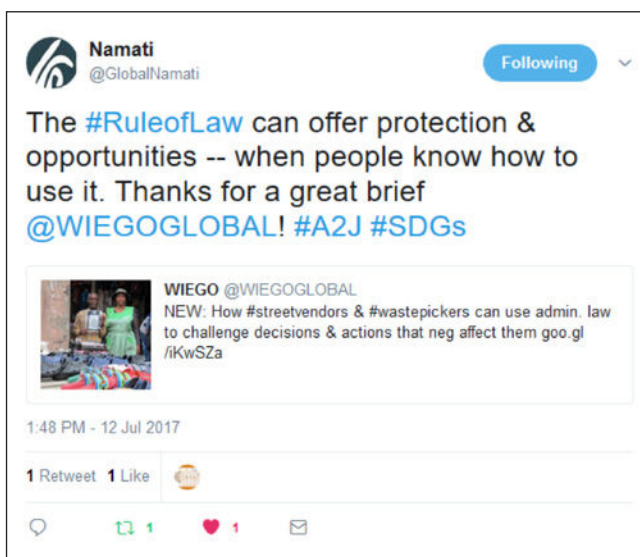 Namati
@GlobalNamati
Following
The #RuleofLaw can offer protection &
opportunities -- when people know how to
use it. Thanks for a great brief
@WIEGOGLOBAL! #A2J #SDGs
WIEGO @WIEGOGLOBAL
NEW: How #streetvendors & #wastepickers can use admin. law
to challenge decisions & actions that neg affect them goo.gl
/iKwSZa
1:48 PM - 12 Jul 2017
1 Retweet 1 Like
1 1